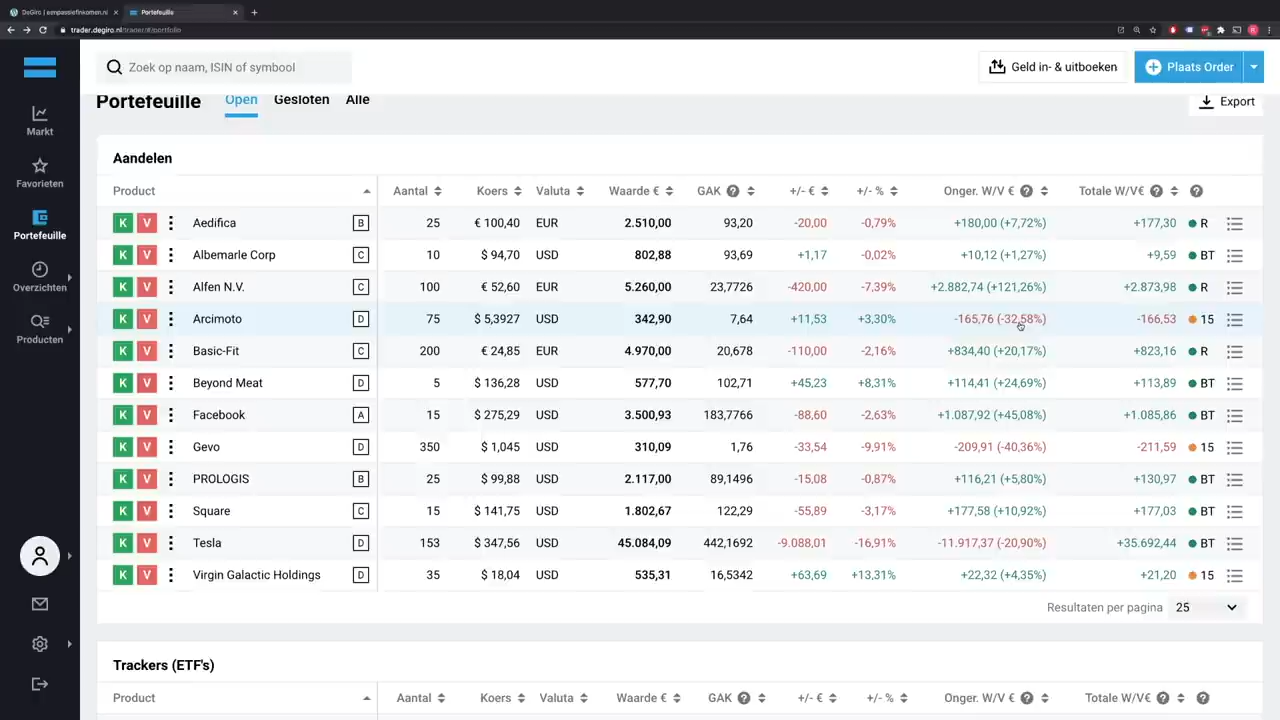 DeGiro | eenpassiefinkomen.nl × Portefeuille × +
trader.degiro.nl/trader/#/portfolio
Zoek op naam, ISIN of symbool Geld in- & uitboeken Plaats Order
Portefeuille Open Gesloten Alle Export
Markt
Favorieten
Portefeuille
Overzichten
Producten
Aandelen
Product Aantal Koers Valuta Waarde € GAK ? +/- € +/- % Onger. W/V € ? Totale W/V€ ? ?
K V Aedifica B 25 € 100,40 EUR 2.510,00 93,20 -20,00 -0,79% +180,00 (+7,72%) +177,30 R
K V Albemarle Corp C 10 $ 94,70 USD 802,88 93,69 +1,17 -0,02% +10,12 (+1,27%) +9,59 BT
K V Alfen N.V. C 100 € 52,60 EUR 5.260,00 23,7726 -420,00 -7,39% +2.882,74 (+121,26%) +2.873,98 R
K V Arcimoto D 75 $ 5,3927 USD 342,90 7,64 +11,53 +3,30% -165,76 (-32,58%) -166,53 15
K V Basic-Fit C 200 € 24,85 EUR 4.970,00 20,678 -110,00 -2,16% +834,40 (+20,17%) +823,16 R
K V Beyond Meat D 5 $ 136,28 USD 577,70 102,71 +45,23 +8,31% +114,41 (+24,69%) +113,89 BT
K V Facebook A 15 $ 275,29 USD 3.500,93 183,7766 -88,60 -2,63% +1.087,92 (+45,08%) +1.085,86 BT
K V Gevo D 350 $ 1,045 USD 310,09 1,76 -33,54 -9,91% -209,91 (-40,36%) -211,59 15
K V PROLOGIS B 25 $ 99,88 USD 2.117,00 89,1496 -15,08 -0,87% +116,21 (+5,80%) +130,97 BT
K V Square C 15 $ 141,75 USD 1.802,67 122,29 -55,89 -3,17% +177,58 (+10,92%) +177,03 BT
K V Tesla D 153 $ 347,56 USD 45.084,09 442,1692 -9.088,01 -16,91% -11.917,37 (-20,90%) +35.692,44 BT
K V Virgin Galactic Holdings D 35 $ 18,04 USD 535,31 16,5342 +63,69 +13,31% +22,32 (+4,35%) +21,20 15
Resultaten per pagina 25
Trackers (ETF's)
Product Aantal Koers Valuta Waarde € GAK ? +/- € +/- % Onger. W/V € ? Totale W/V€ ? ?